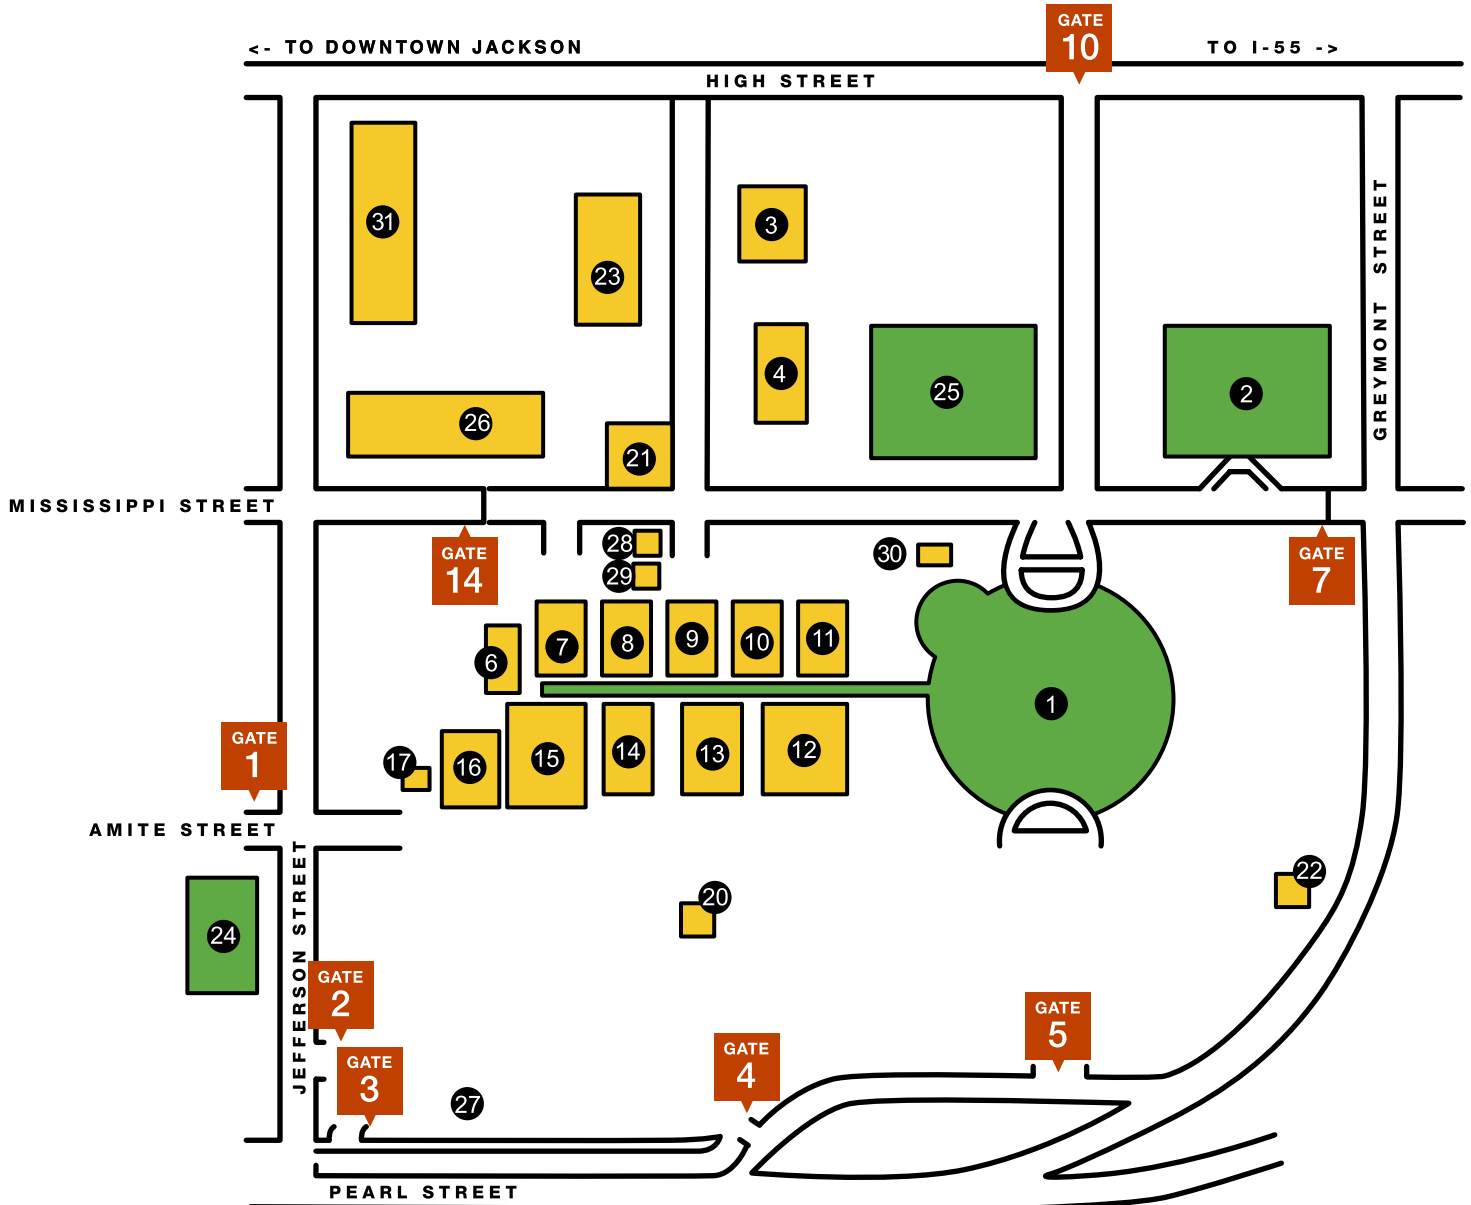 <- TO DOWNTOWN JACKSON
GATE
10
TO I-55 ->
HIGH STREET
31
23
3
4
25
2
GREYMONT STREET
26
21
MISSISSIPPI STREET
GATE
14
28
29
30
GATE
7
6
7
8
9
10
11
1
GATE
1
17
16
15
14
13
12
AMITE STREET
JEFFERSON STREET
24
20
22
GATE
2
GATE
3
27
GATE
4
GATE
5
PEARL STREET